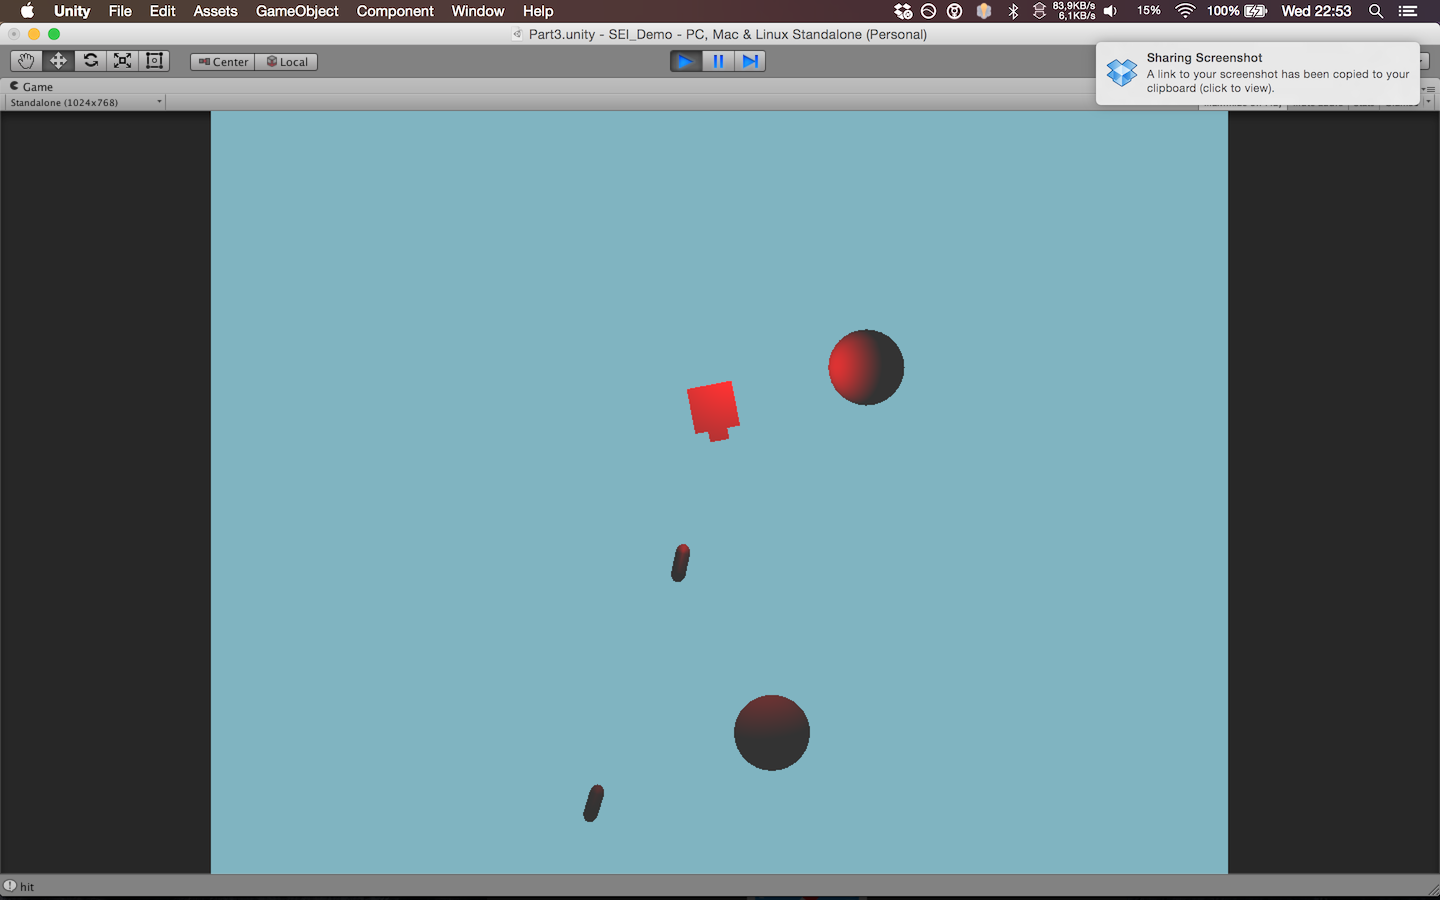 Unity File Edit Assets GameObject Component Window Help 83,9KB/s 6,1KB/s 15% 100% Wed 22:53
Part3.unity - SEI_Demo - PC, Mac & Linux Standalone (Personal)
Center Local
Sharing Screenshot
A link to your screenshot has been copied to your
clipboard (click to view).
Game
Standalone (1024x768)
hit